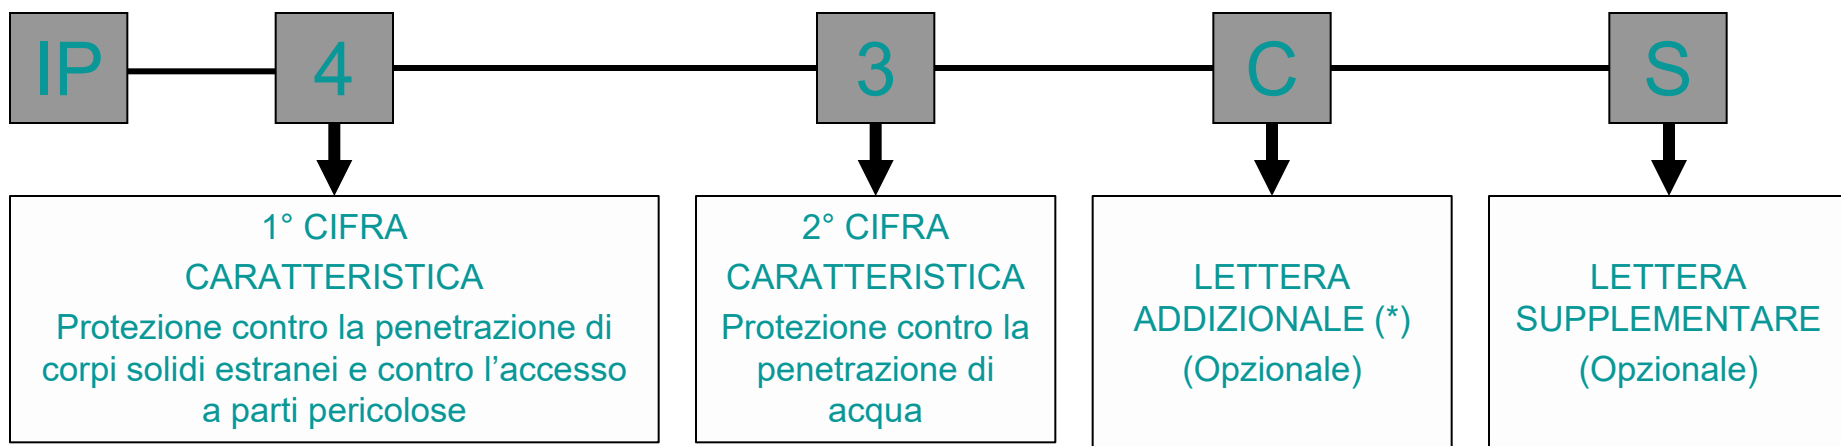 IP 4 3 C S
1° CIFRA
CARATTERISTICA
Protezione contro la penetrazione di
corpi solidi estranei e contro l’accesso
a parti pericolose
2° CIFRA
CARATTERISTICA
Protezione contro la
penetrazione di
acqua
LETTERA
ADDIZIONALE (*)
(Opzionale)
LETTERA
SUPPLEMENTARE
(Opzionale)